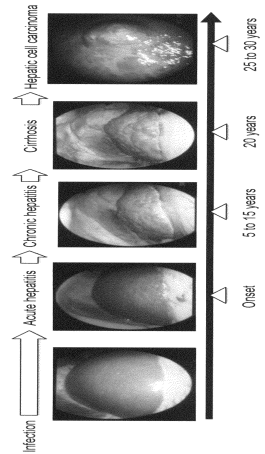 Infection
Acute hepatitis
Chronic hepatitis
Cirrhosis
Hepatic cell carcinoma
Onset
5 to 15 years
20 years
25 to 30 years